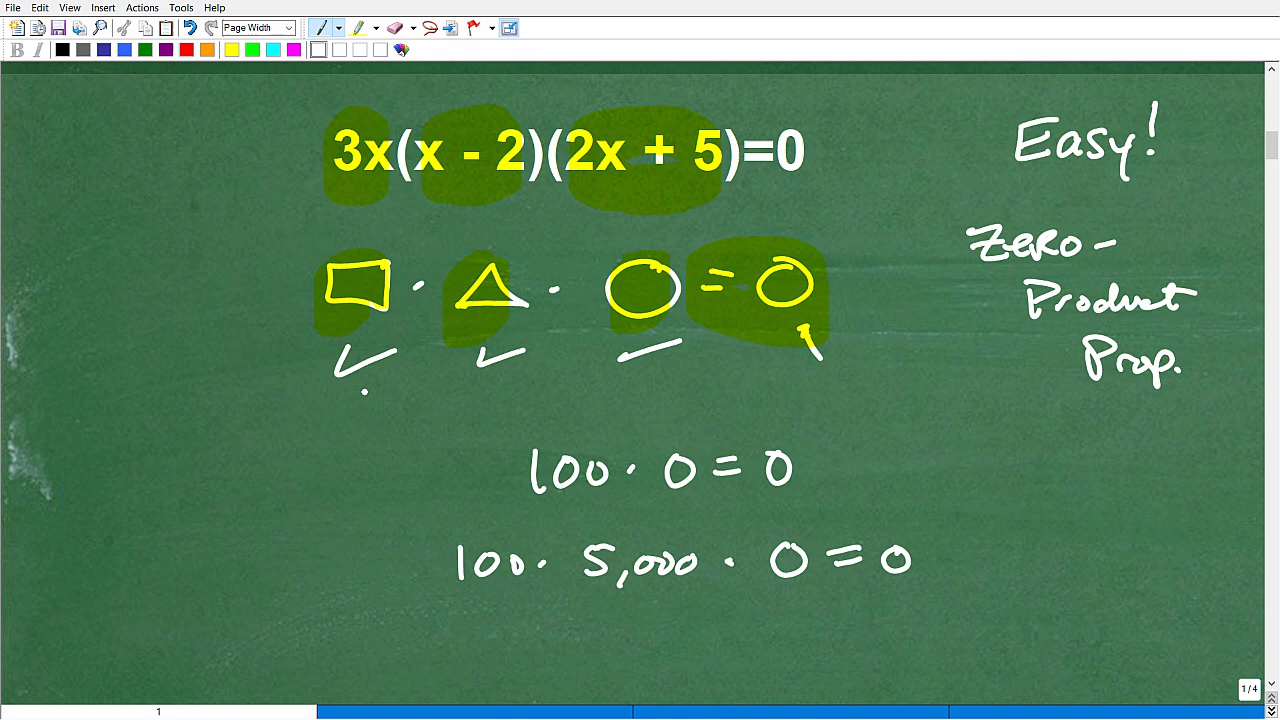 File Edit View Insert Actions Tools Help
Page Width
B I
3x(x - 2)(2x + 5)=0
Easy!
Zero-
Product
Prop.
□ · △ · ○ = 0
100 · 0 = 0
100 · 5,000 · 0 = 0
1/4
1